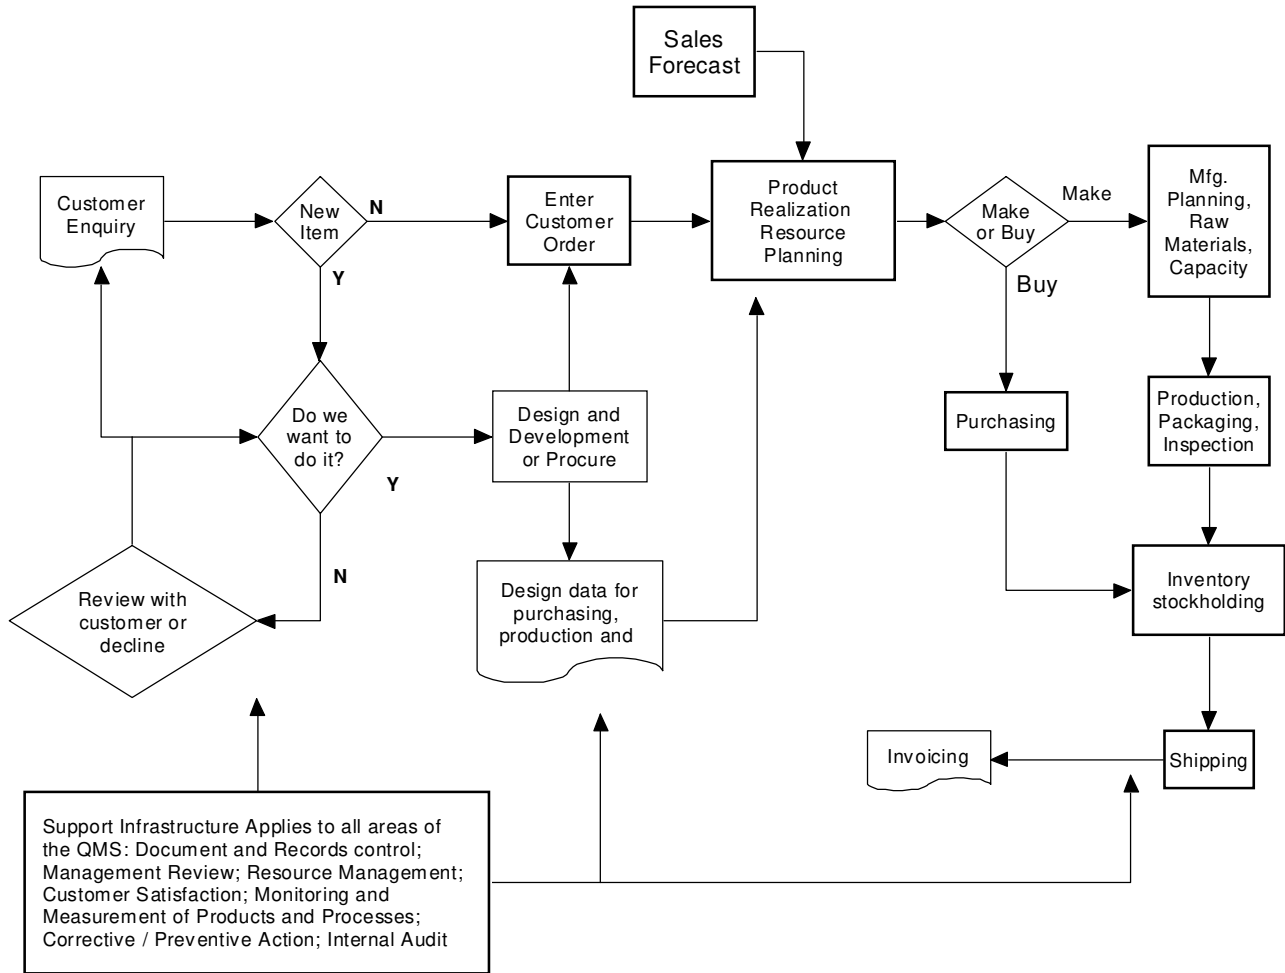 Sales
Forecast
Customer
Enquiry
New
Item
N
Y
Enter
Customer
Order
Product
Realization
Resource
Planning
Make
or Buy
Make
Buy
Mfg.
Planning,
Raw
Materials,
Capacity
Do we
want to
do it?
Y
N
Design and
Development
or Procure
Purchasing
Production,
Packaging,
Inspection
Review with
customer or
decline
Design data for
purchasing,
production and
Inventory
stockholding
Invoicing
Shipping
Support Infrastructure Applies to all areas of
the QMS: Document and Records control;
Management Review; Resource Management;
Customer Satisfaction; Monitoring and
Measurement of Products and Processes;
Corrective / Preventive Action; Internal Audit